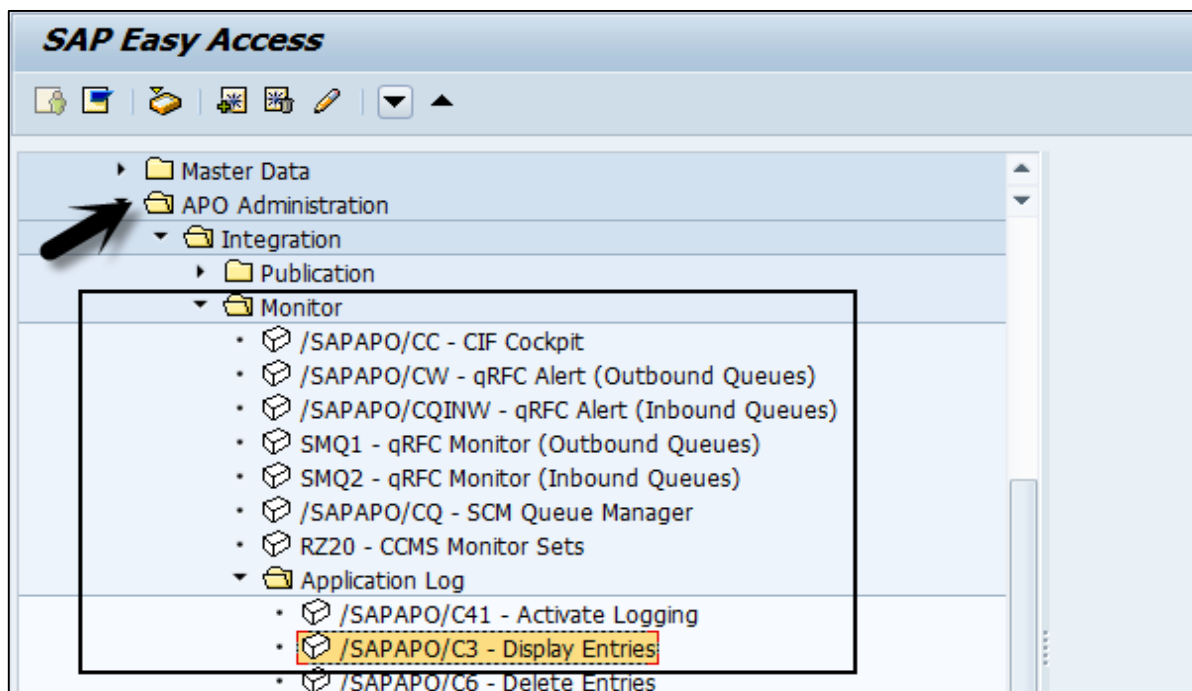 SAP Easy Access
Master Data
APO Administration
Integration
Publication
Monitor
/SAPAPO/CC - CIF Cockpit
/SAPAPO/CW - qRFC Alert (Outbound Queues)
/SAPAPO/CQINW - qRFC Alert (Inbound Queues)
SMQ1 - qRFC Monitor (Outbound Queues)
SMQ2 - qRFC Monitor (Inbound Queues)
/SAPAPO/CQ - SCM Queue Manager
RZ20 - CCMS Monitor Sets
Application Log
/SAPAPO/C41 - Activate Logging
/SAPAPO/C3 - Display Entries
/SAPAPO/C6 - Delete Entries